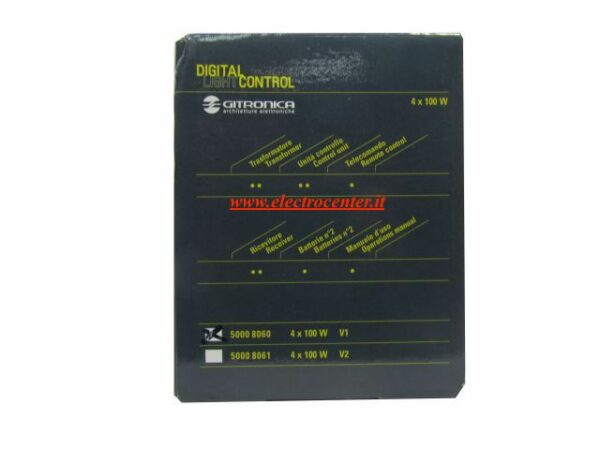 DIGITAL
LIGHT CONTROL
GITRONICA
architetture elettroniche
4 x 100 W
Trasformatore
Transformer
Unità controllo
Control unit
Telecomando
Remote control
www.electrocenter.it
Ricevitore
Receiver
Batterie n°2
Batteries n°2
Manuale d'uso
Operations manual
5000 8060 4 x 100 W V1
5000 8061 4 x 100 W V2